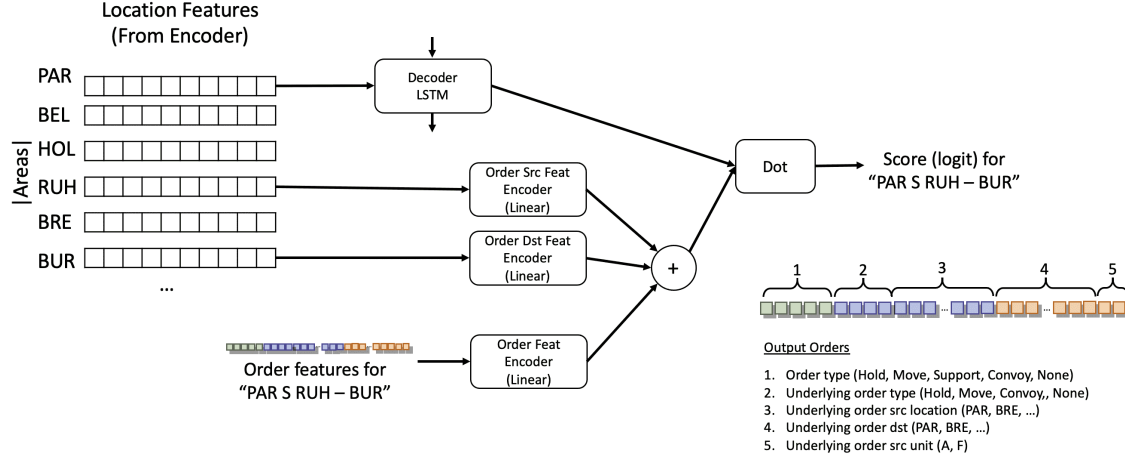 Location Features
(From Encoder)
PAR
BEL
HOL
RUH
BRE
BUR
...
|Areas|
Decoder
LSTM
Order Src Feat
Encoder
(Linear)
Order Dst Feat
Encoder
(Linear)
+
Order Feat
Encoder
(Linear)
Order features for
“PAR S RUH – BUR”
Dot
Score (logit) for
“PAR S RUH – BUR”
1 2 3 4 5
... ...
Output Orders
1. Order type (Hold, Move, Support, Convoy, None)
2. Underlying order type (Hold, Move, Convoy,, None)
3. Underlying order src location (PAR, BRE, …)
4. Underlying order dst (PAR, BRE, …)
5. Underlying order src unit (A, F)